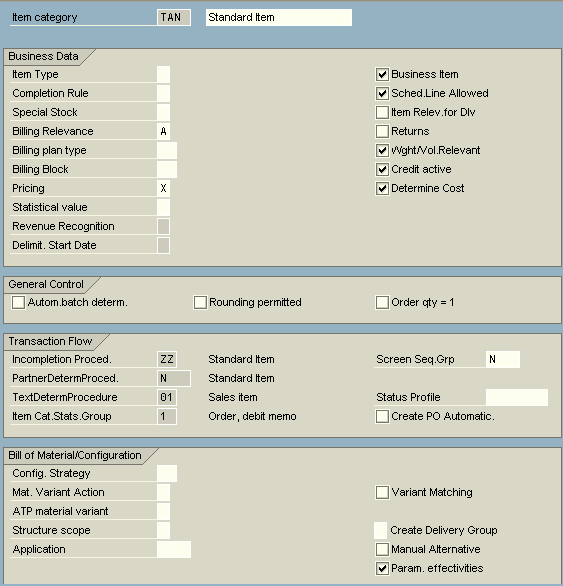 Item category TAN Standard Item
Business Data
Item Type Business Item
Completion Rule Sched.Line Allowed
Special Stock Item Relev.for Dlv
Billing Relevance A Returns
Billing plan type Wght/Vol.Relevant
Billing Block Credit active
Pricing X Determine Cost
Statistical value
Revenue Recognition
Delimit. Start Date
General Control
Autom.batch determ. Rounding permitted Order qty = 1
Transaction Flow
Incompletion Proced. ZZ Standard Item Screen Seq.Grp N
PartnerDetermProced. N Standard Item
TextDetermProcedure 01 Sales item Status Profile
Item Cat.Stats.Group 1 Order, debit memo Create PO Automatic.
Bill of Material/Configuration
Config. Strategy
Mat. Variant Action Variant Matching
ATP material variant
Structure scope Create Delivery Group
Application Manual Alternative
Param. effectivities